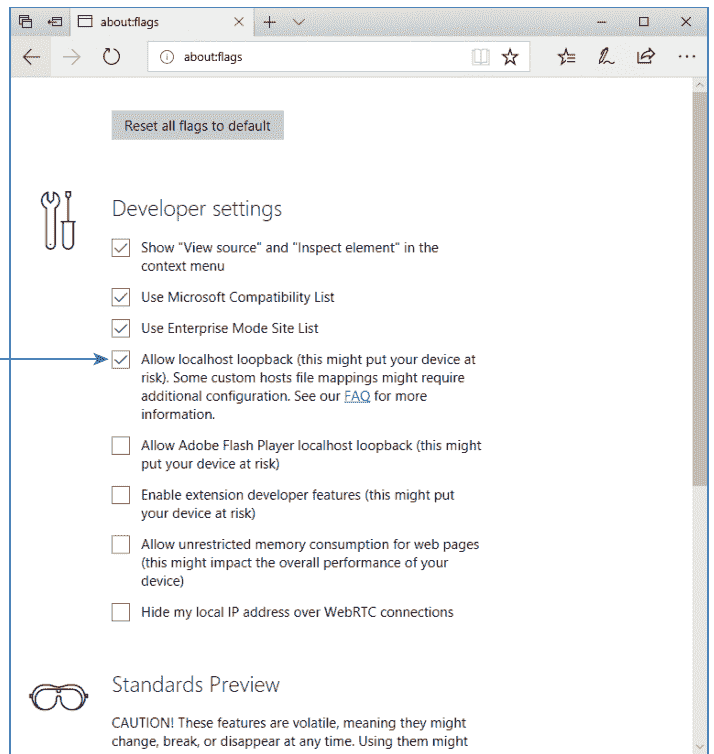 about:flags
about:flags
Reset all flags to default
Developer settings
Show "View source" and "Inspect element" in the
context menu
Use Microsoft Compatibility List
Use Enterprise Mode Site List
Allow localhost loopback (this might put your device at
risk). Some custom hosts file mappings might require
additional configuration. See our FAQ for more
information.
Allow Adobe Flash Player localhost loopback (this might
put your device at risk)
Enable extension developer features (this might put
your device at risk)
Allow unrestricted memory consumption for web pages
(this might impact the overall performance of your
device)
Hide my local IP address over WebRTC connections
Standards Preview
CAUTION! These features are volatile, meaning they might
change, break, or disappear at any time. Using them might